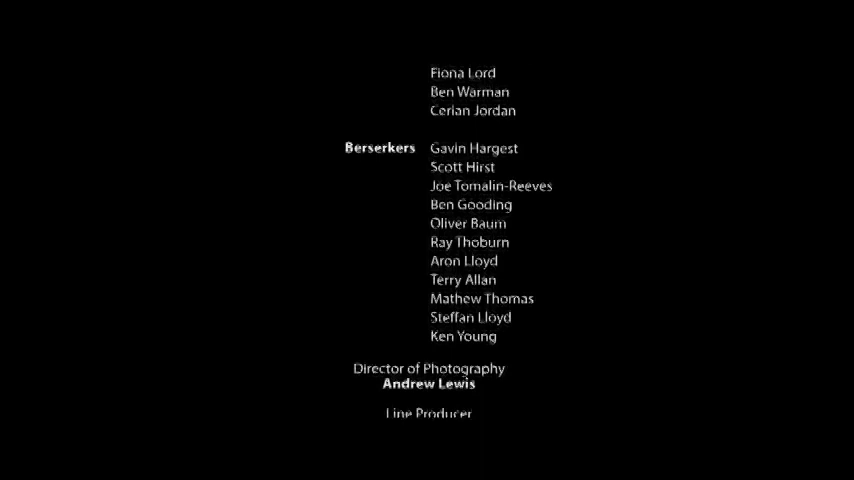 Fiona Lord
Ben Warman
Cerian Jordan
Berserkers Gavin Hargest
Scott Hirst
Joe Tomalin-Reeves
Ben Gooding
Oliver Baum
Ray Thoburn
Aron Lloyd
Terry Allan
Mathew Thomas
Steffan Lloyd
Ken Young
Director of Photography
Andrew Lewis
Line Producer